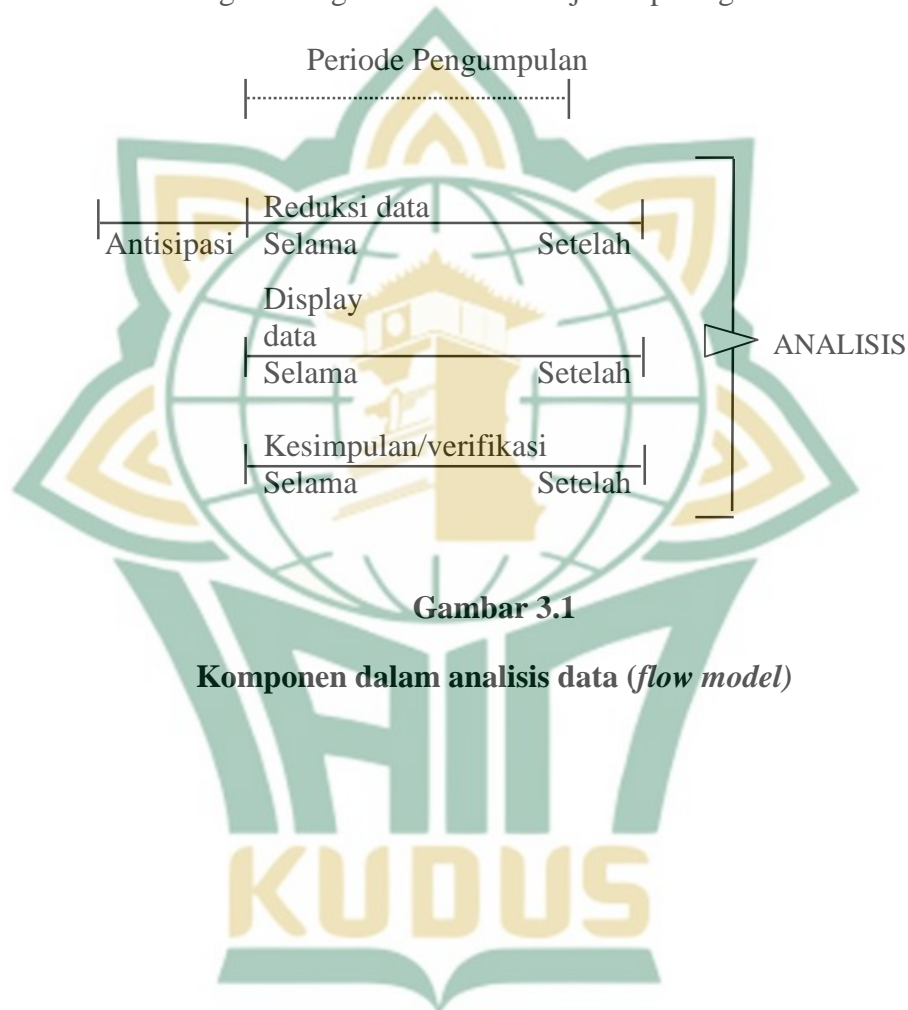 Periode Pengumpulan
Reduksi data
Antisipasi Selama Setelah
Display
data
Selama Setelah
ANALISIS
Kesimpulan/verifikasi
Selama Setelah
Gambar 3.1
Komponen dalam analisis data (flow model)
IAIN
KUDUS